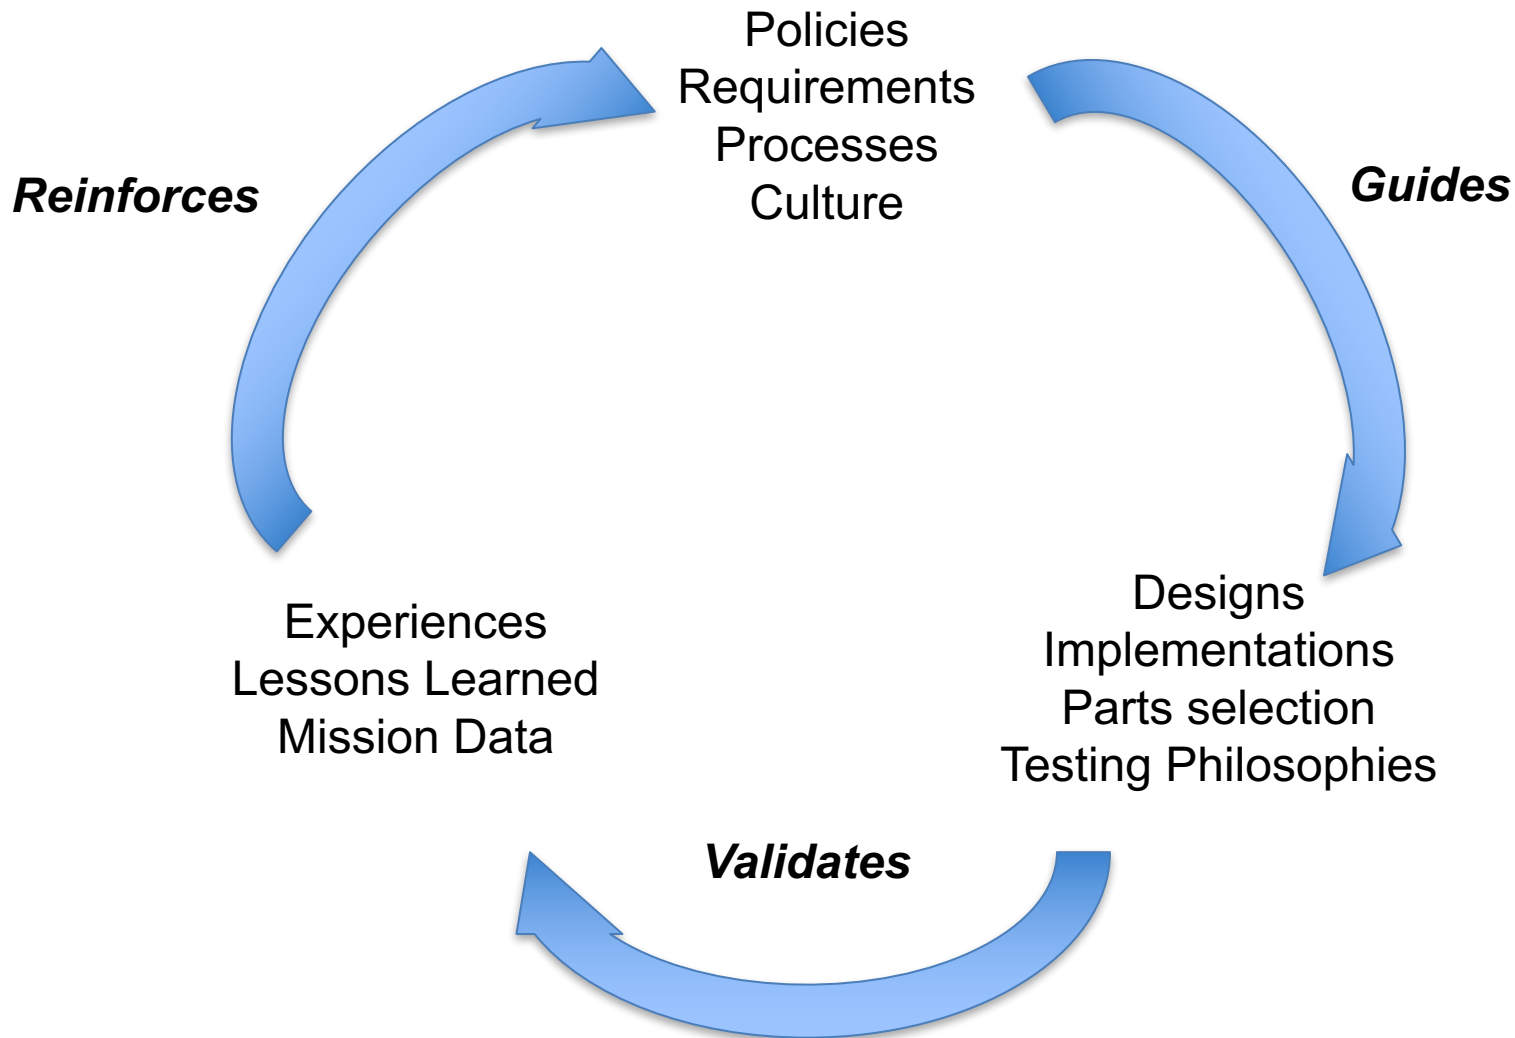 Policies
Requirements
Processes
Culture
Reinforces
Guides
Experiences
Lessons Learned
Mission Data
Designs
Implementations
Parts selection
Testing Philosophies
Validates